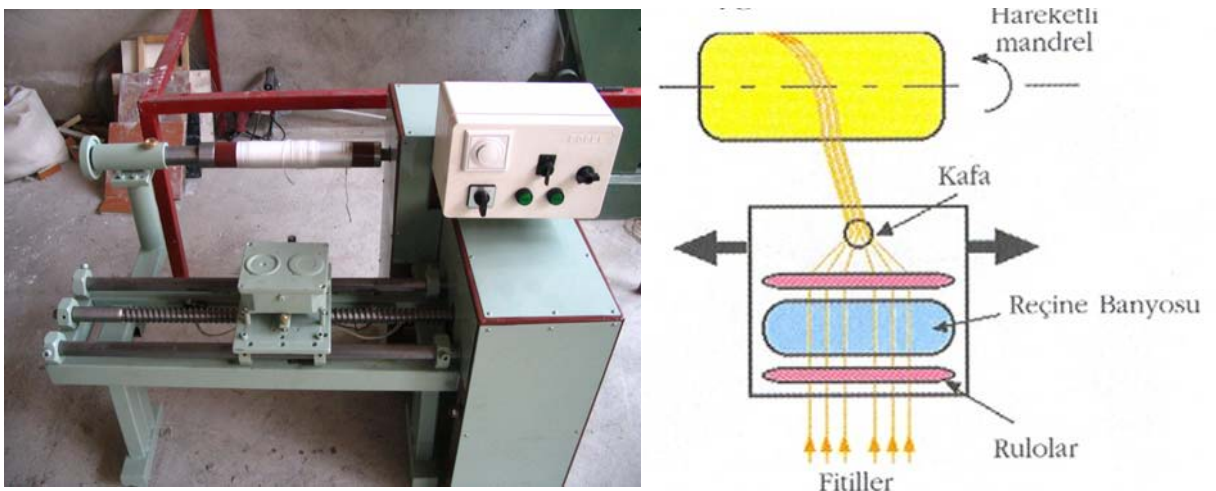 Hareketli
mandrel
Kafa
Reçine Banyosu
Rulolar
Fitiller